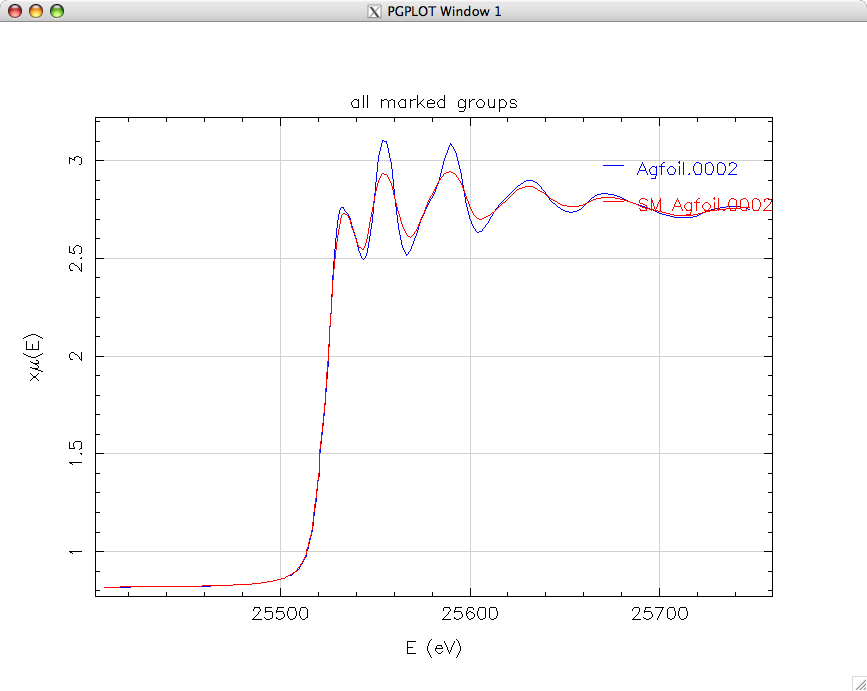 X PGPLOT Window 1
all marked groups
Agfoil.0002
SM Agfoil.0002
3
2.5
2
1.5
1
xμ(E)
25500 25600 25700
E (eV)